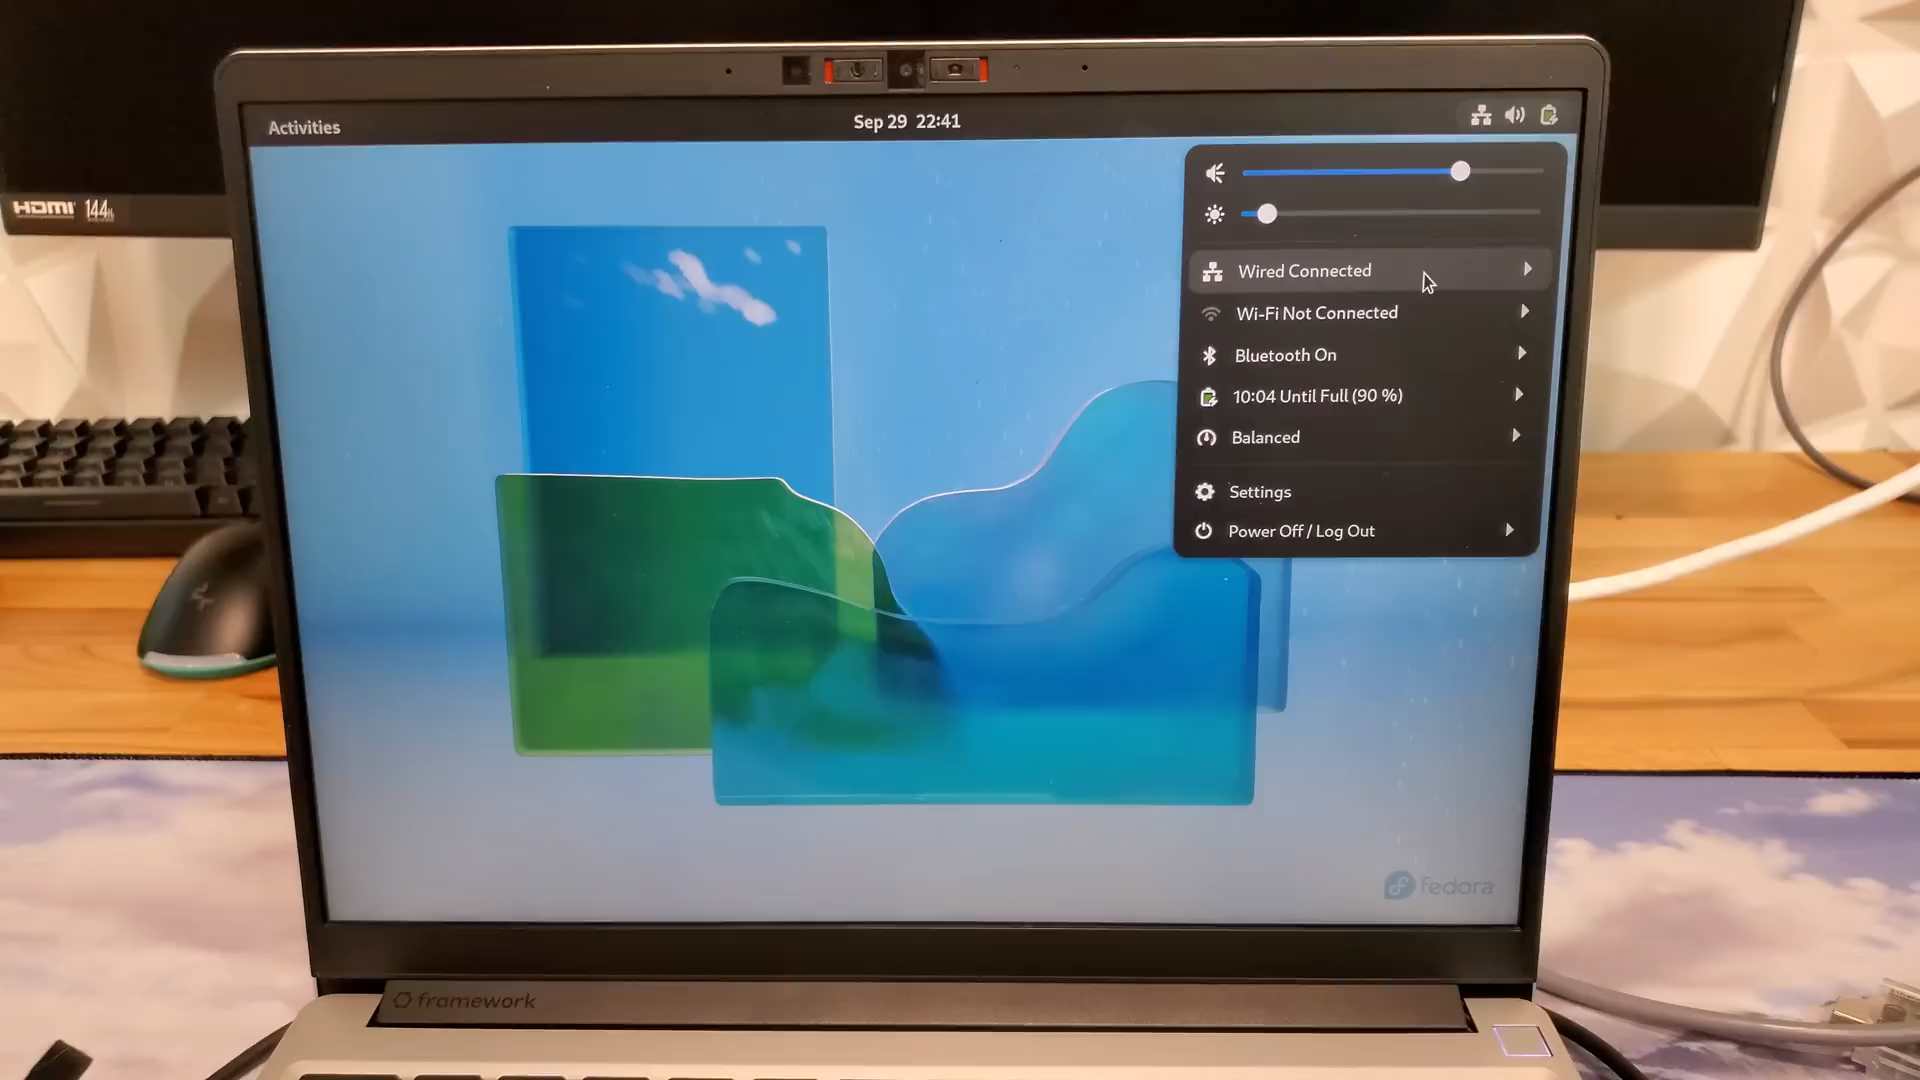 HDMI 144Hz
Activities
Sep 29 22:41
Wired Connected
Wi-Fi Not Connected
Bluetooth On
10:04 Until Full (90 %)
Balanced
Settings
Power Off / Log Out
fedora
framework